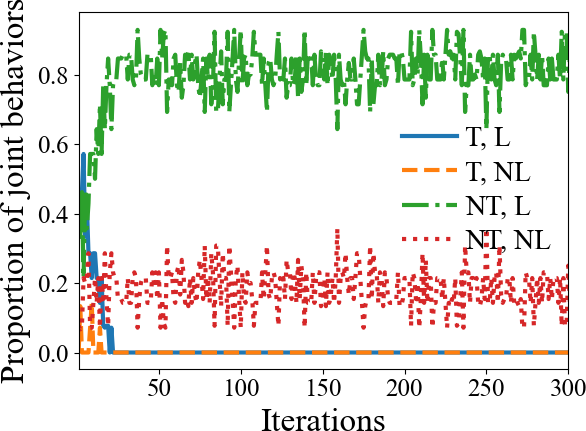 Proportion of joint behaviors
0.8
0.6
0.4
0.2
0.0
T, L
T, NL
NT, L
NT, NL
50
100
150
200
250
300
Iterations